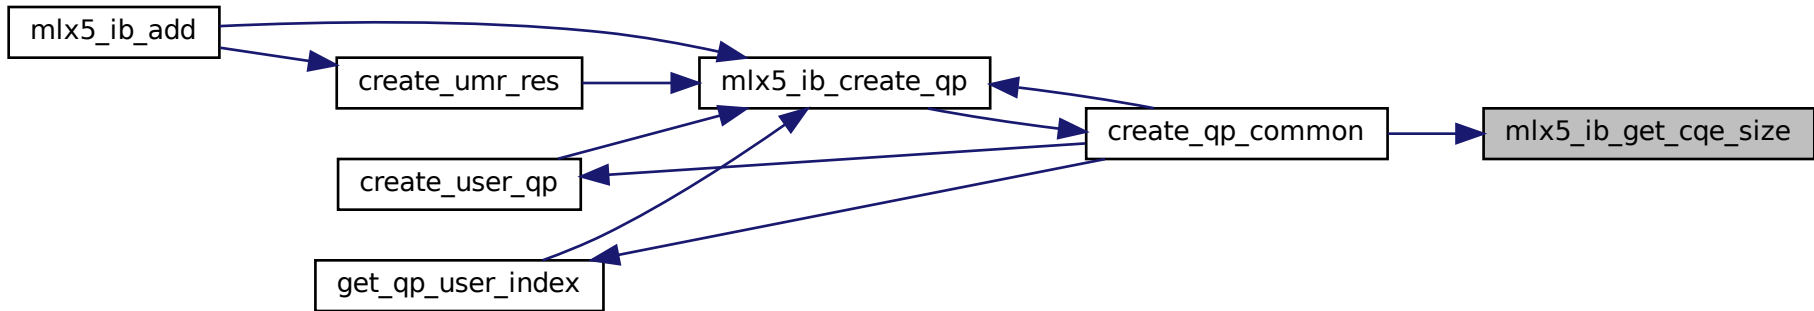 mlx5_ib_add
create_umr_res
mlx5_ib_create_qp
create_qp_common
mlx5_ib_get_cqe_size
create_user_qp
get_qp_user_index